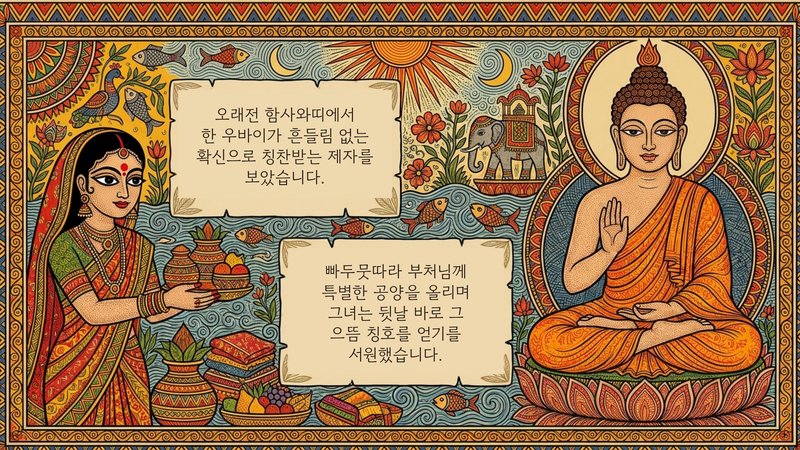 오래전 함사와띠에서
한 우바이가 흔들림 없는
확신으로 칭찬받는 제자를
보았습니다.
빠두뭇따라 부처님께
특별한 공양을 올리며
그녀는 뒷날 바로 그
으뜸 칭호를 얻기를
서원했습니다.